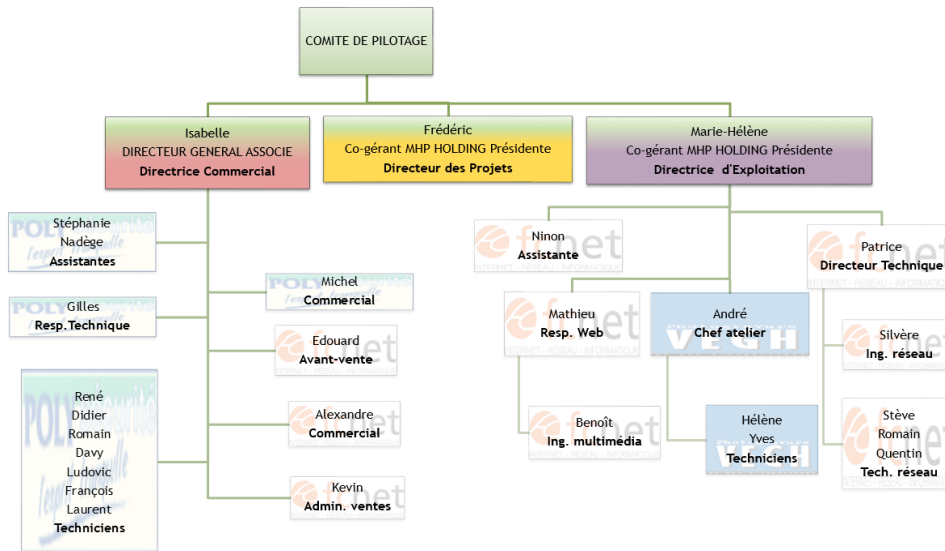 COMITE DE PILOTAGE
Isabelle
DIRECTEUR GENERAL ASSOCIE
Directrice Commercial
Frédéric
Co-gérant MHP HOLDING Présidente
Directeur des Projets
Marie-Hélène
Co-gérant MHP HOLDING Présidente
Directrice d'Exploitation
Stéphanie
Nadège
Assistantes
Gilles
Resp.Technique
René
Didier
Romain
Davy
Ludovic
François
Laurent
Techniciens
Michel
Commercial
Edouard
Avant-vente
Alexandre
Commercial
Kevin
Admin. ventes
Ninon
Assistante
Mathieu
Resp. Web
Benoît
Ing. multimédia
André
Chef atelier
VEGH
Hélène
Yves
Techniciens
VEGH
Patrice
Directeur Technique
Silvère
Ing. réseau
Stève
Romain
Quentin
Tech. réseau